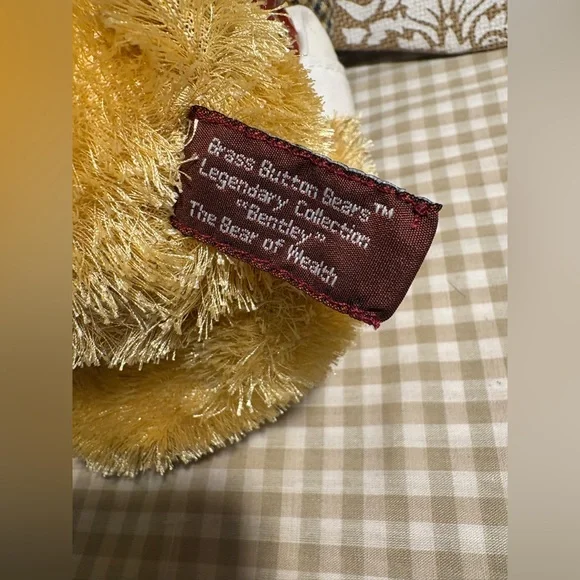 Brass Button Bears™
Legendary Collection
"Bentley"
The Bear of Wealth